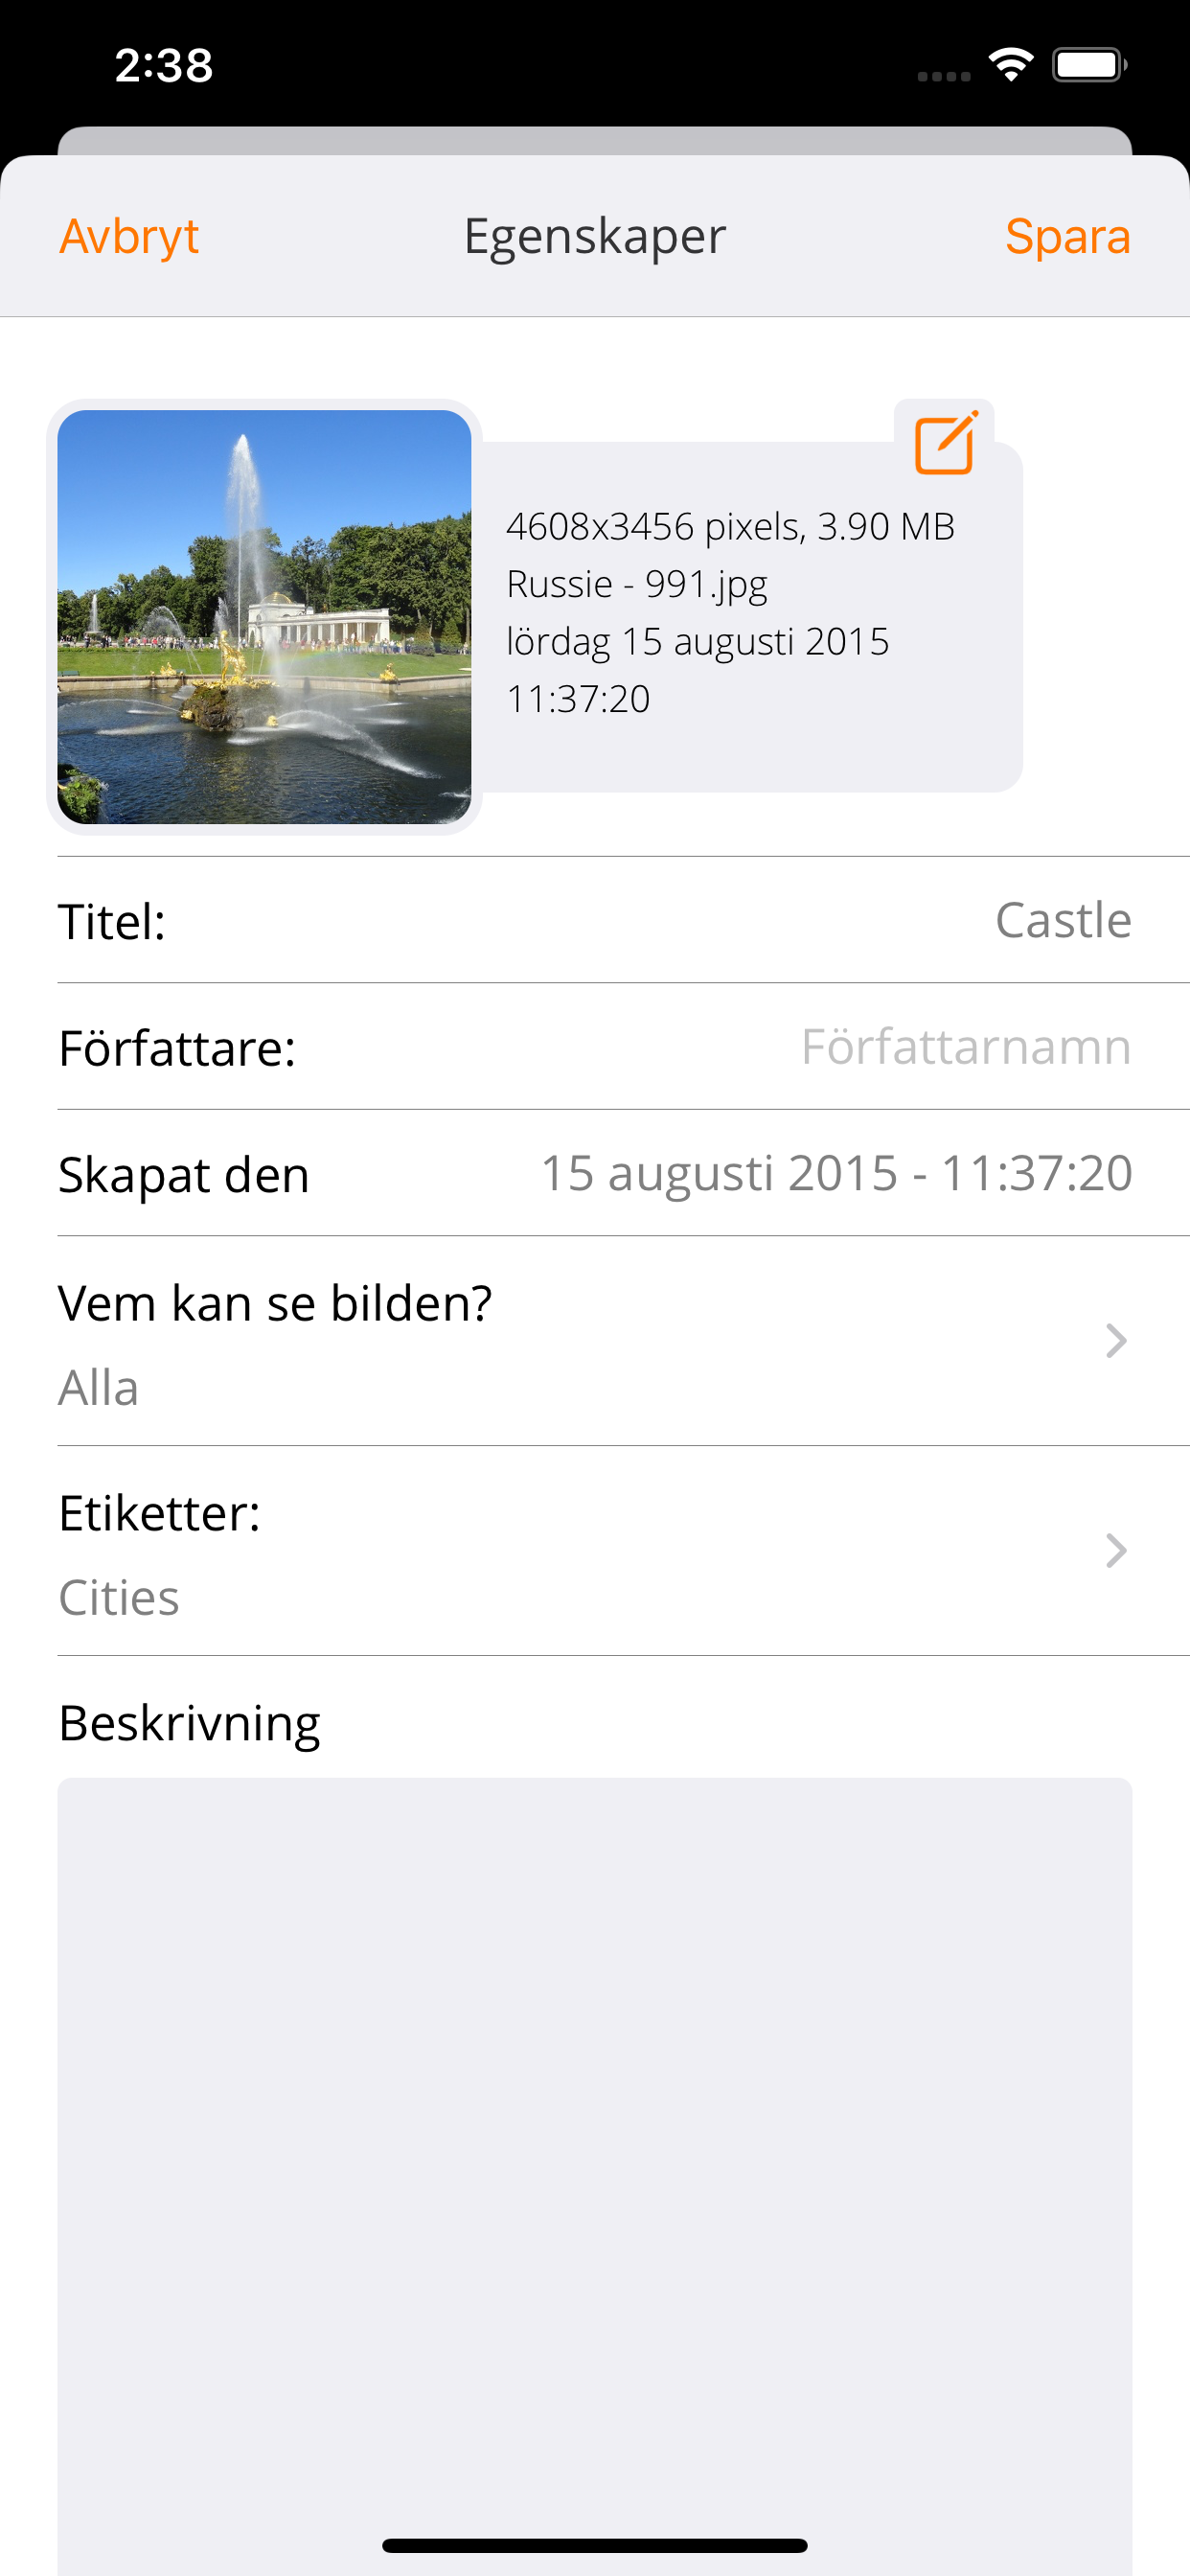 2:38
Avbryt
Egenskaper
Spara
4608x3456 pixels, 3.90 MB
Russie - 991.jpg
lördag 15 augusti 2015
11:37:20
Titel:
Castle
Författare:
Författarnamn
Skapat den
15 augusti 2015 - 11:37:20
Vem kan se bilden?
Alla
Etiketter:
Cities
Beskrivning